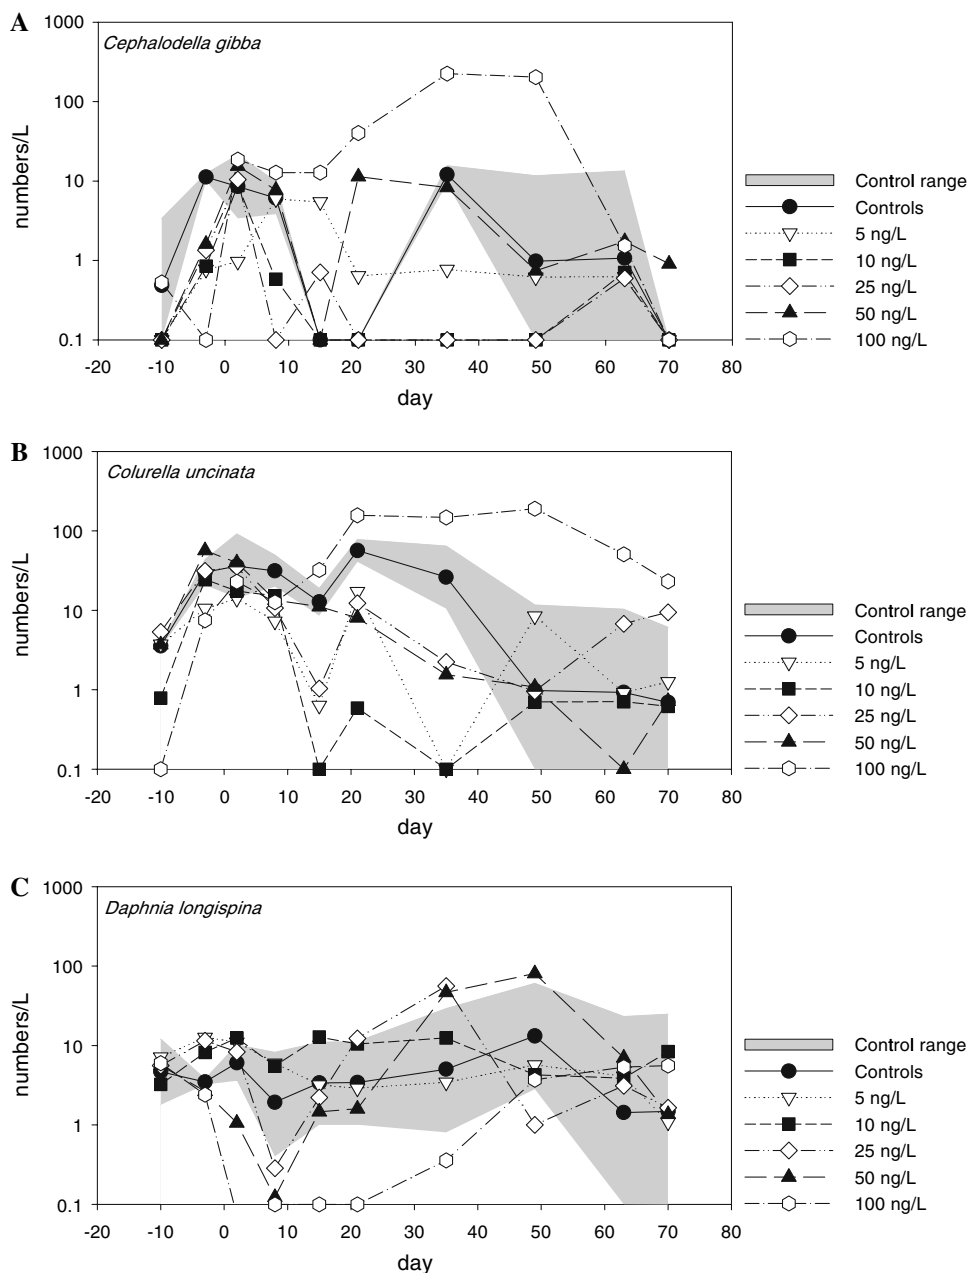 A
Cephalodella gibba
1000
100
10
1
0.1
numbers/L
-20 -10 0 10 20 30 40 50 60 70 80
day
Control range
Controls
5 ng/L
10 ng/L
25 ng/L
50 ng/L
100 ng/L
B
Colurella uncinata
1000
100
10
1
0.1
numbers/L
-20 -10 0 10 20 30 40 50 60 70 80
day
Control range
Controls
5 ng/L
10 ng/L
25 ng/L
50 ng/L
100 ng/L
C
Daphnia longispina
1000
100
10
1
0.1
numbers/L
-20 -10 0 10 20 30 40 50 60 70 80
day
Control range
Controls
5 ng/L
10 ng/L
25 ng/L
50 ng/L
100 ng/L